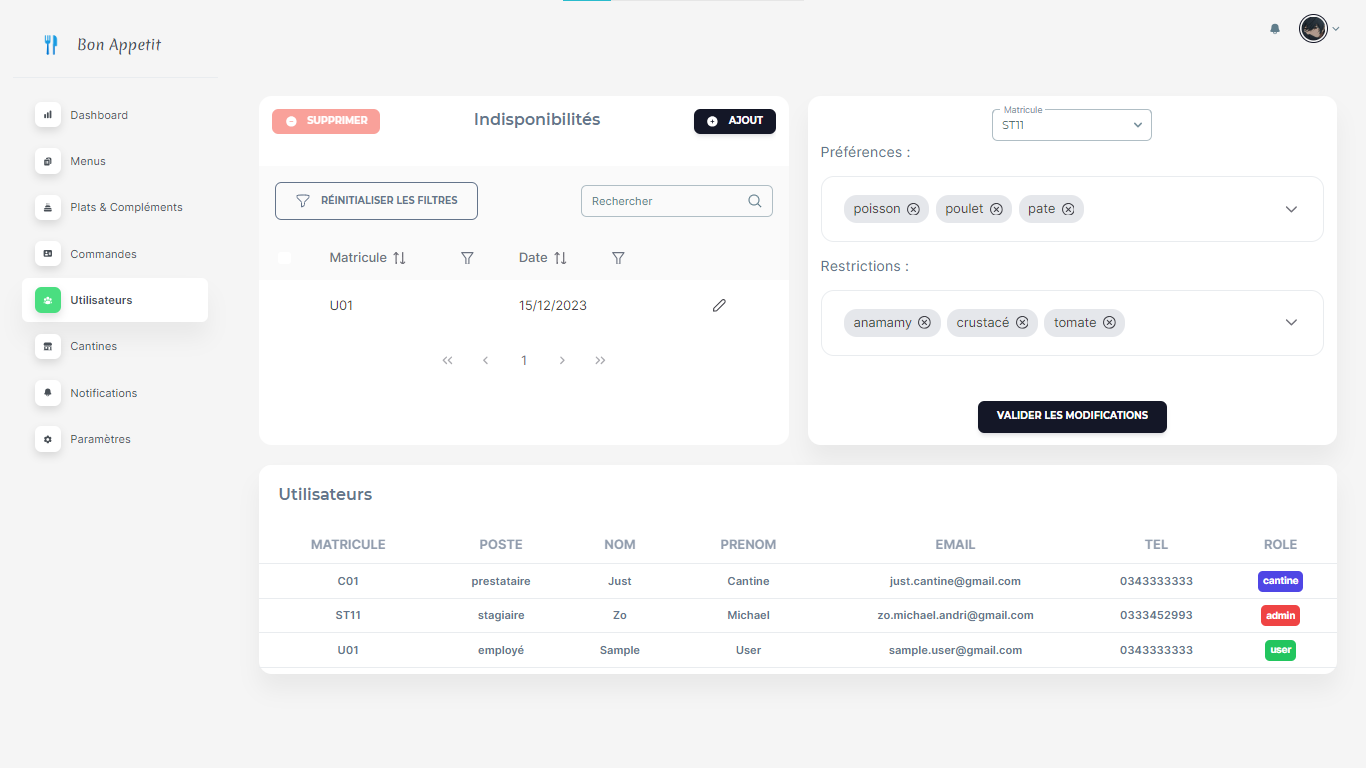 Bon Appetit
Dashboard
Menus
Plats & Compléments
Commandes
Utilisateurs
Cantines
Notifications
Paramètres
SUPPRIMER
Indisponibilités
AJOUT
RÉINITIALISER LES FILTRES
Rechercher
Matricule Date
U01 15/12/2023
« ‹ 1 › »
Matricule
ST11
Préférences :
poisson poulet pate
Restrictions :
anamamy crustacé tomate
VALIDER LES MODIFICATIONS
Utilisateurs
MATRICULE POSTE NOM PRENOM EMAIL TEL ROLE
C01 prestataire Just Cantine just.cantine@gmail.com 0343333333 cantine
ST11 stagiaire Zo Michael zo.michael.andri@gmail.com 0333452993 admin
U01 employé Sample User sample.user@gmail.com 0343333333 user